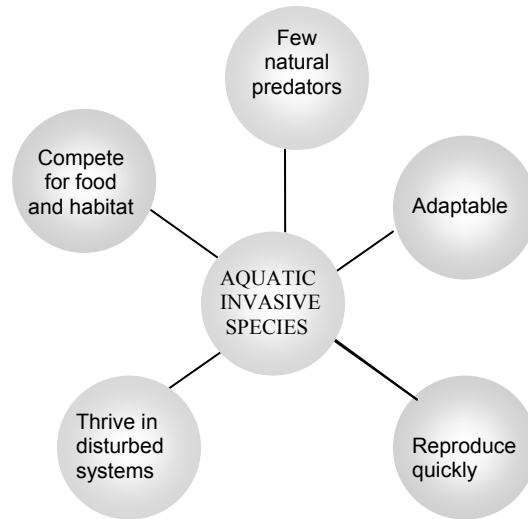 Few
natural
predators
Compete
for food
and habitat
Adaptable
AQUATIC
INVASIVE
SPECIES
Thrive in
disturbed
systems
Reproduce
quickly